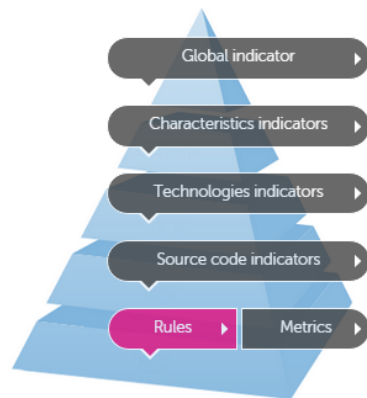 Global indicator
Characteristics indicators
Technologies indicators
Source code indicators
Rules Metrics